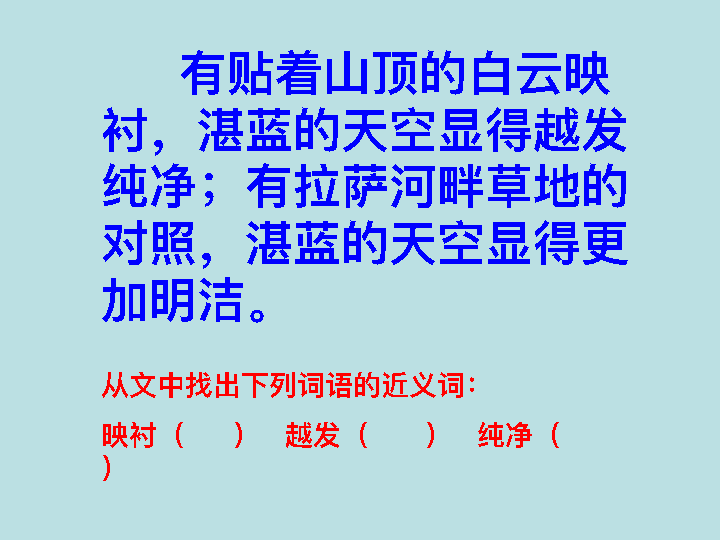 有贴着山顶的白云映
衬，湛蓝的天空显得越发
纯净；有拉萨河畔草地的
对照，湛蓝的天空显得更
加明洁。
从文中找出下列词语的近义词：
映衬（　　）　越发（　　）　纯净（
）